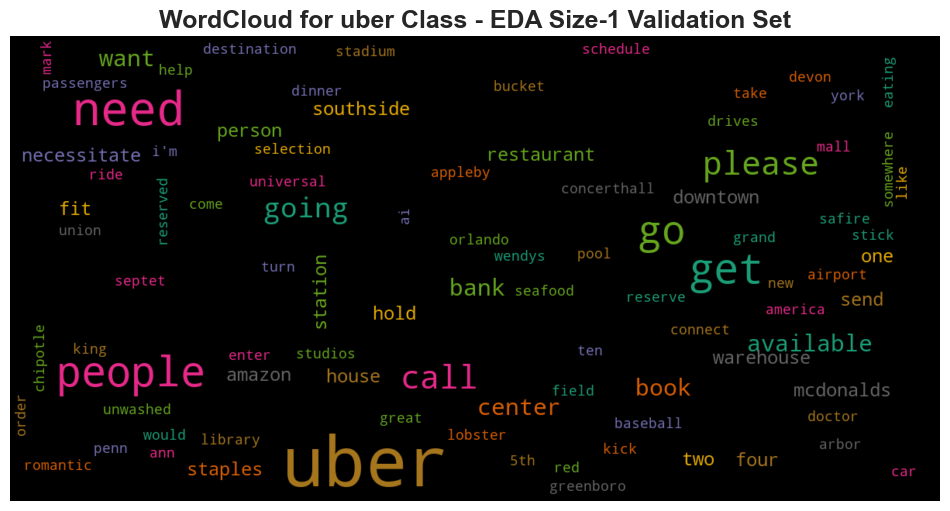 WordCloud for uber Class - EDA Size-1 Validation Set
mark
want
destination
stadium
schedule
help
passengers
need
dinner
southside
bucket
take
devon
york
eating
person
drives
necessitate
i'm
selection
restaurant
please
mall
somewhere
like
ride
reserved
universal
appleby
concerthall
downtown
fit
come
going
ai
safire
union
orlando
go
grand
stick
wendys
pool
one
septet
turn
station
bank
seafood
get
new
airport
reserve
send
hold
america
connect
available
chipotle
king
enter
studios
ten
warehouse
people
amazon
house
call
field
book
mcdonalds
order
unwashed
great
center
baseball
doctor
would
library
lobster
penn
ann
kick
arbor
romantic
staples
uber
5th
red
two
four
car
greenboro